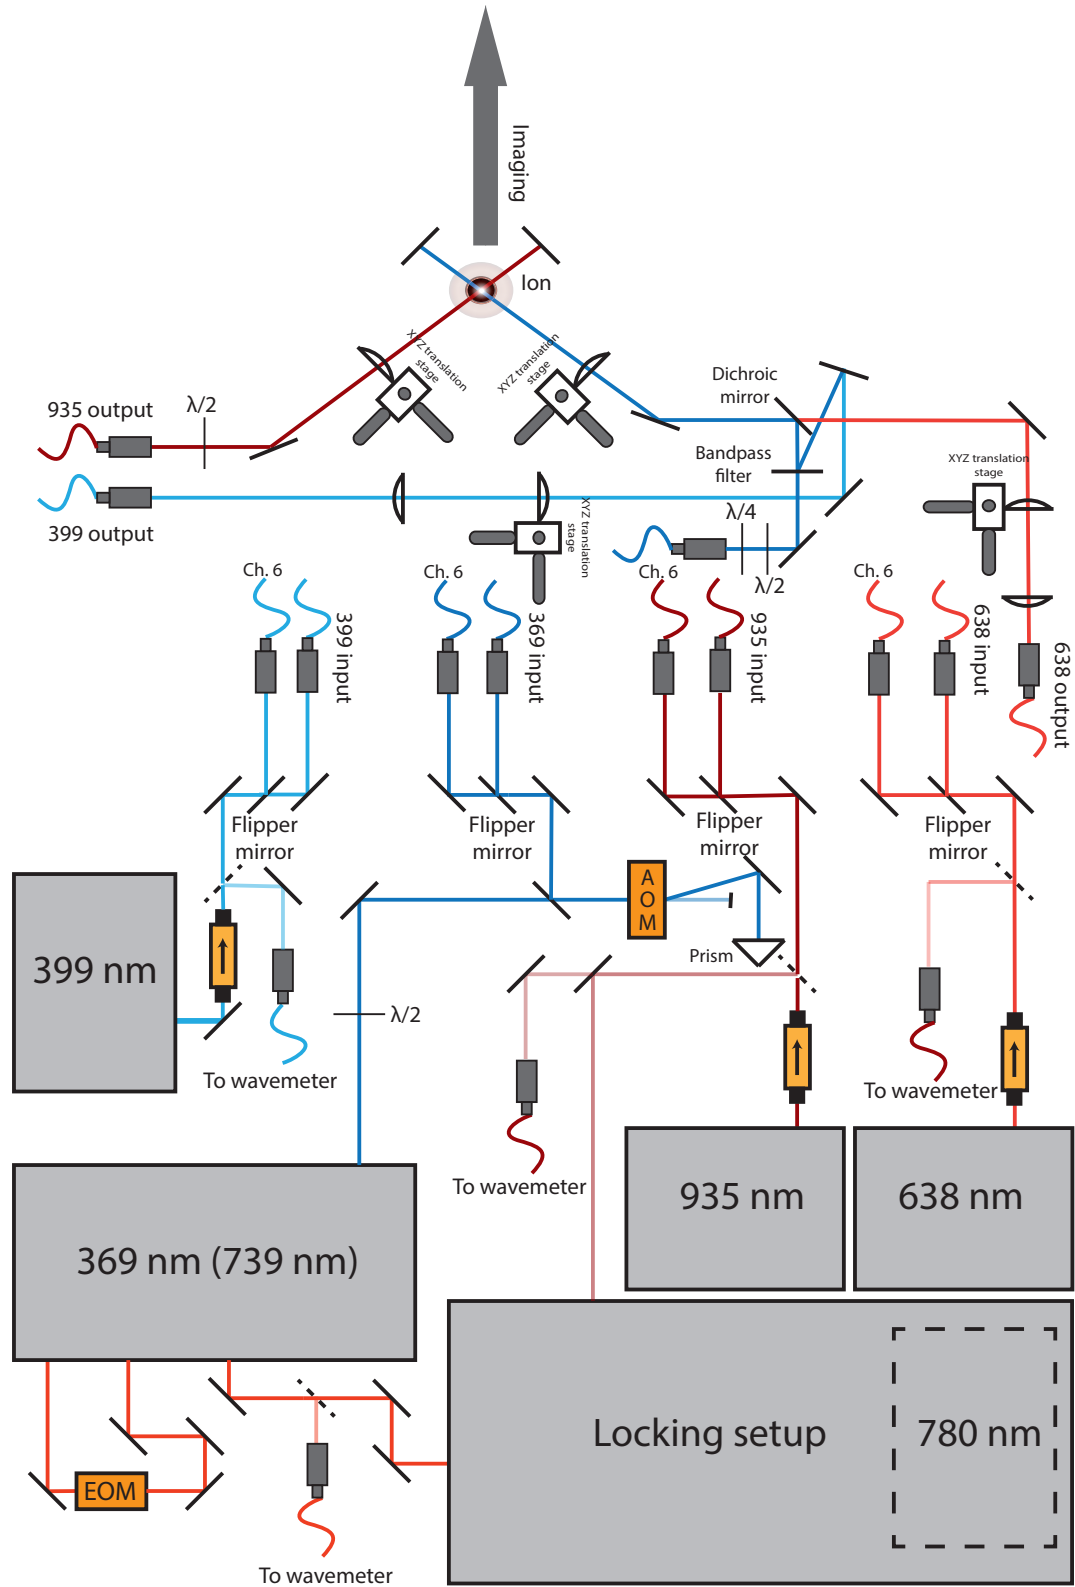 Imaging
Ion
XYZ translation
stage
XYZ translation
stage
Dichroic
mirror
935 output
λ/2
Bandpass
filter
XYZ translation
stage
399 output
XYZ translation
stage
λ/4
λ/2
Ch. 6
399 input
Ch. 6
369 input
Ch. 6
935 input
Ch. 6
638 input
638 output
Flipper
mirror
Flipper
mirror
Flipper
mirror
Flipper
mirror
A
O
M
Prism
399 nm
λ/2
To wavemeter
To wavemeter
To wavemeter
935 nm
638 nm
369 nm (739 nm)
Locking setup
780 nm
EOM
To wavemeter